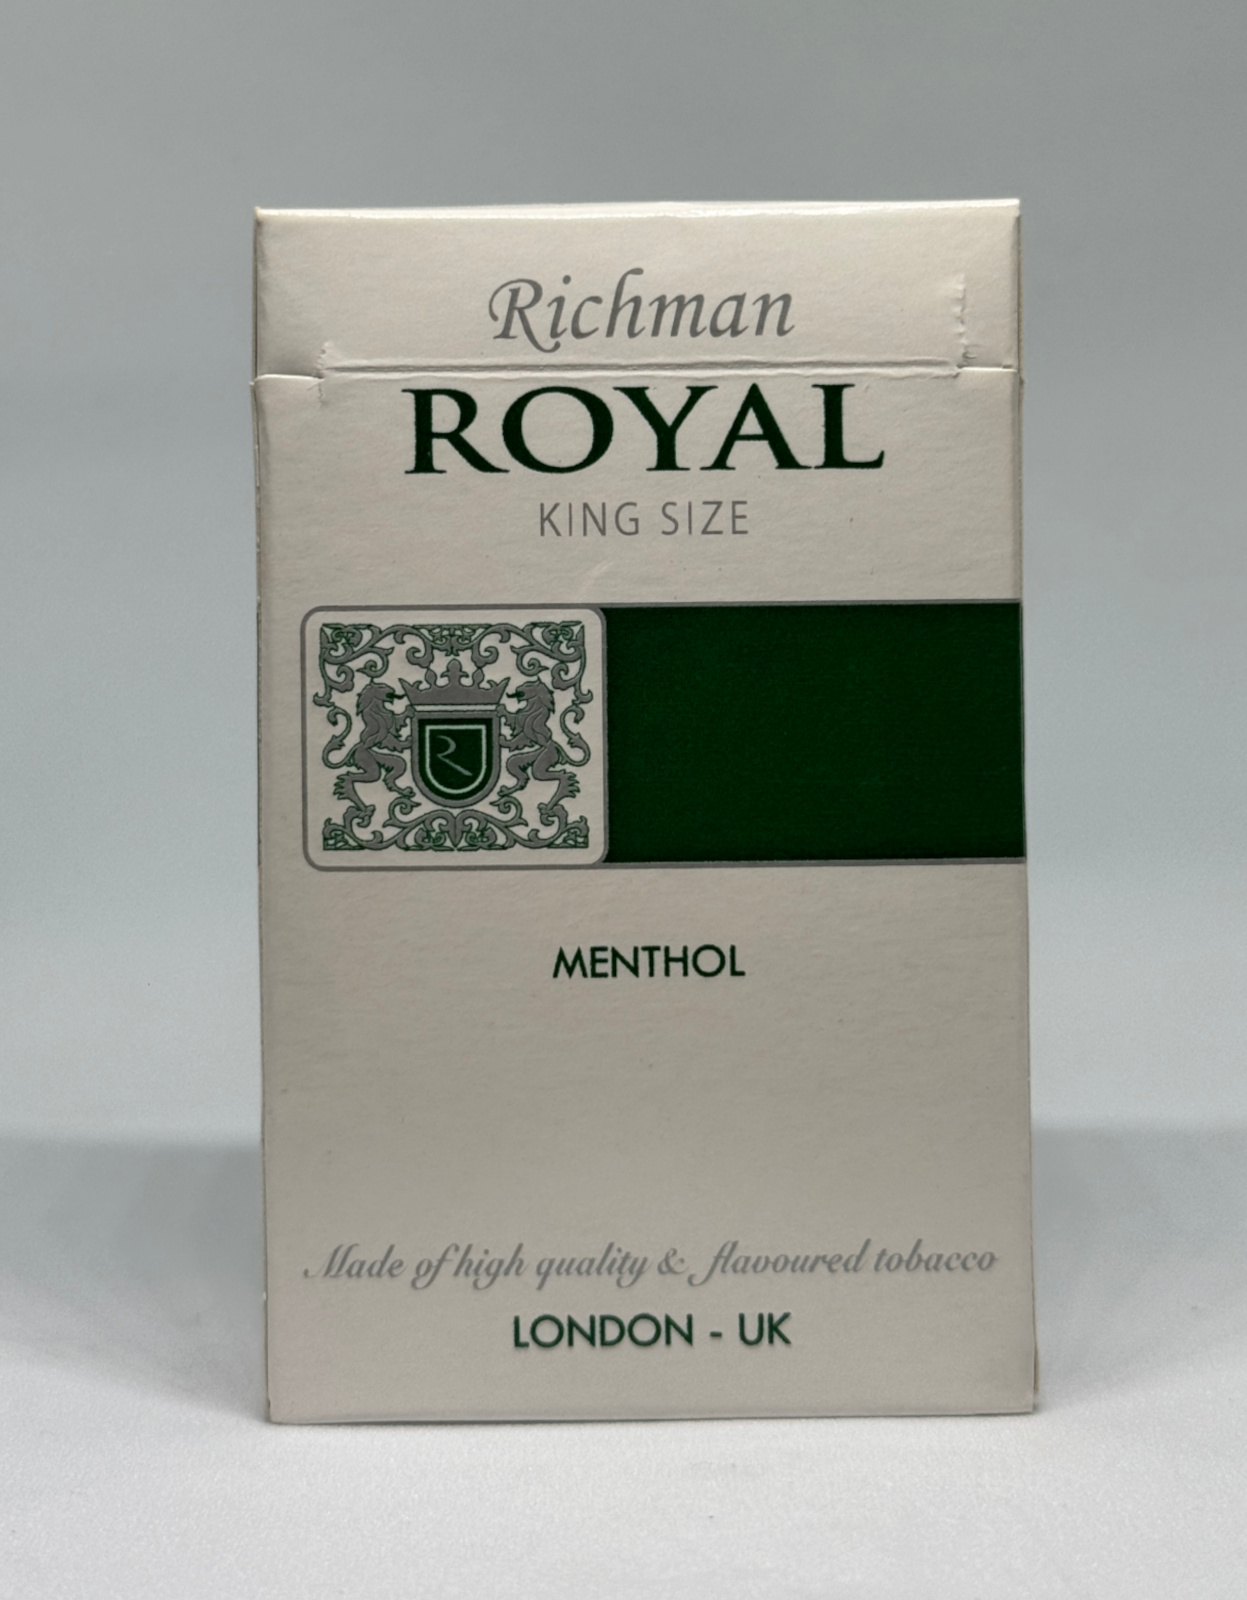 Richman
ROYAL
KING SIZE
R
MENTHOL
Made of high quality & flavoured tobacco
LONDON - UK